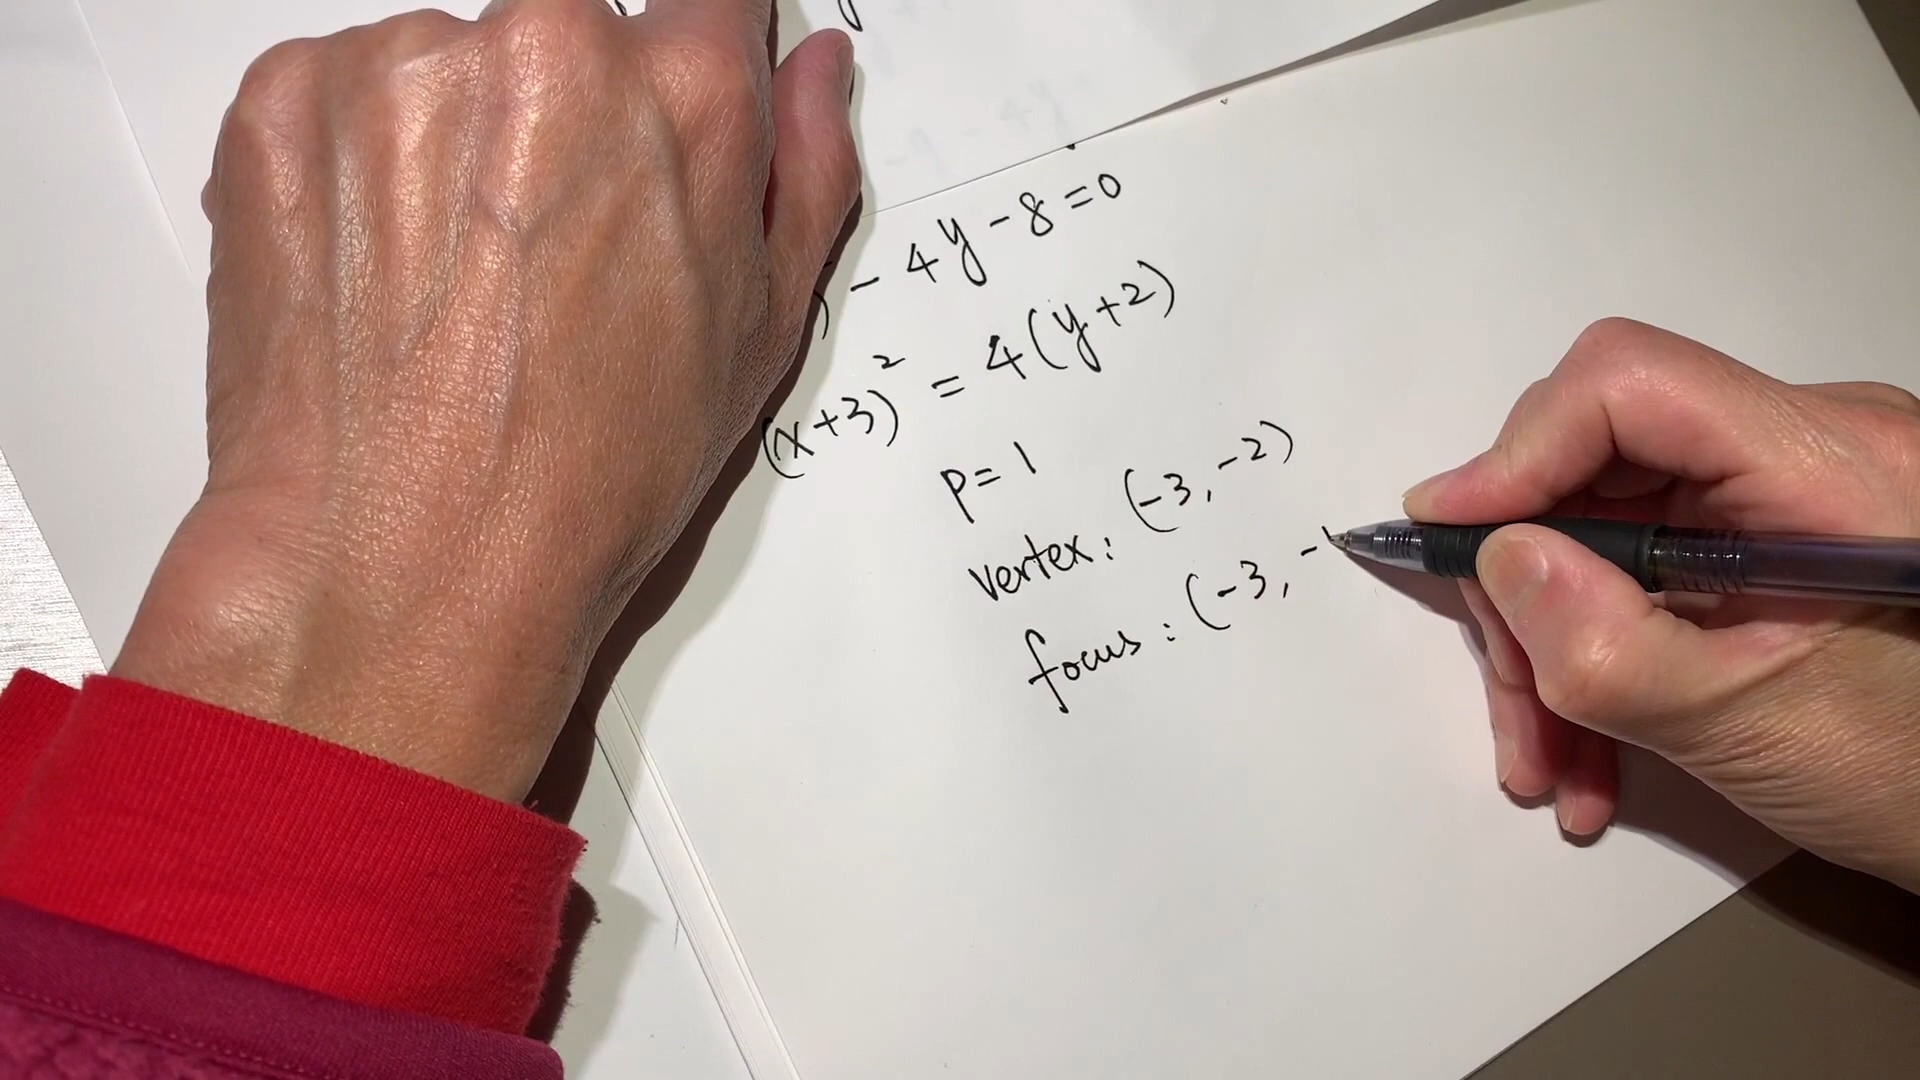 ) - 4y - 8 = 0
(x+3)² = 4(y+2)
p = 1
vertex: (-3, -2)
focus: (-3, -